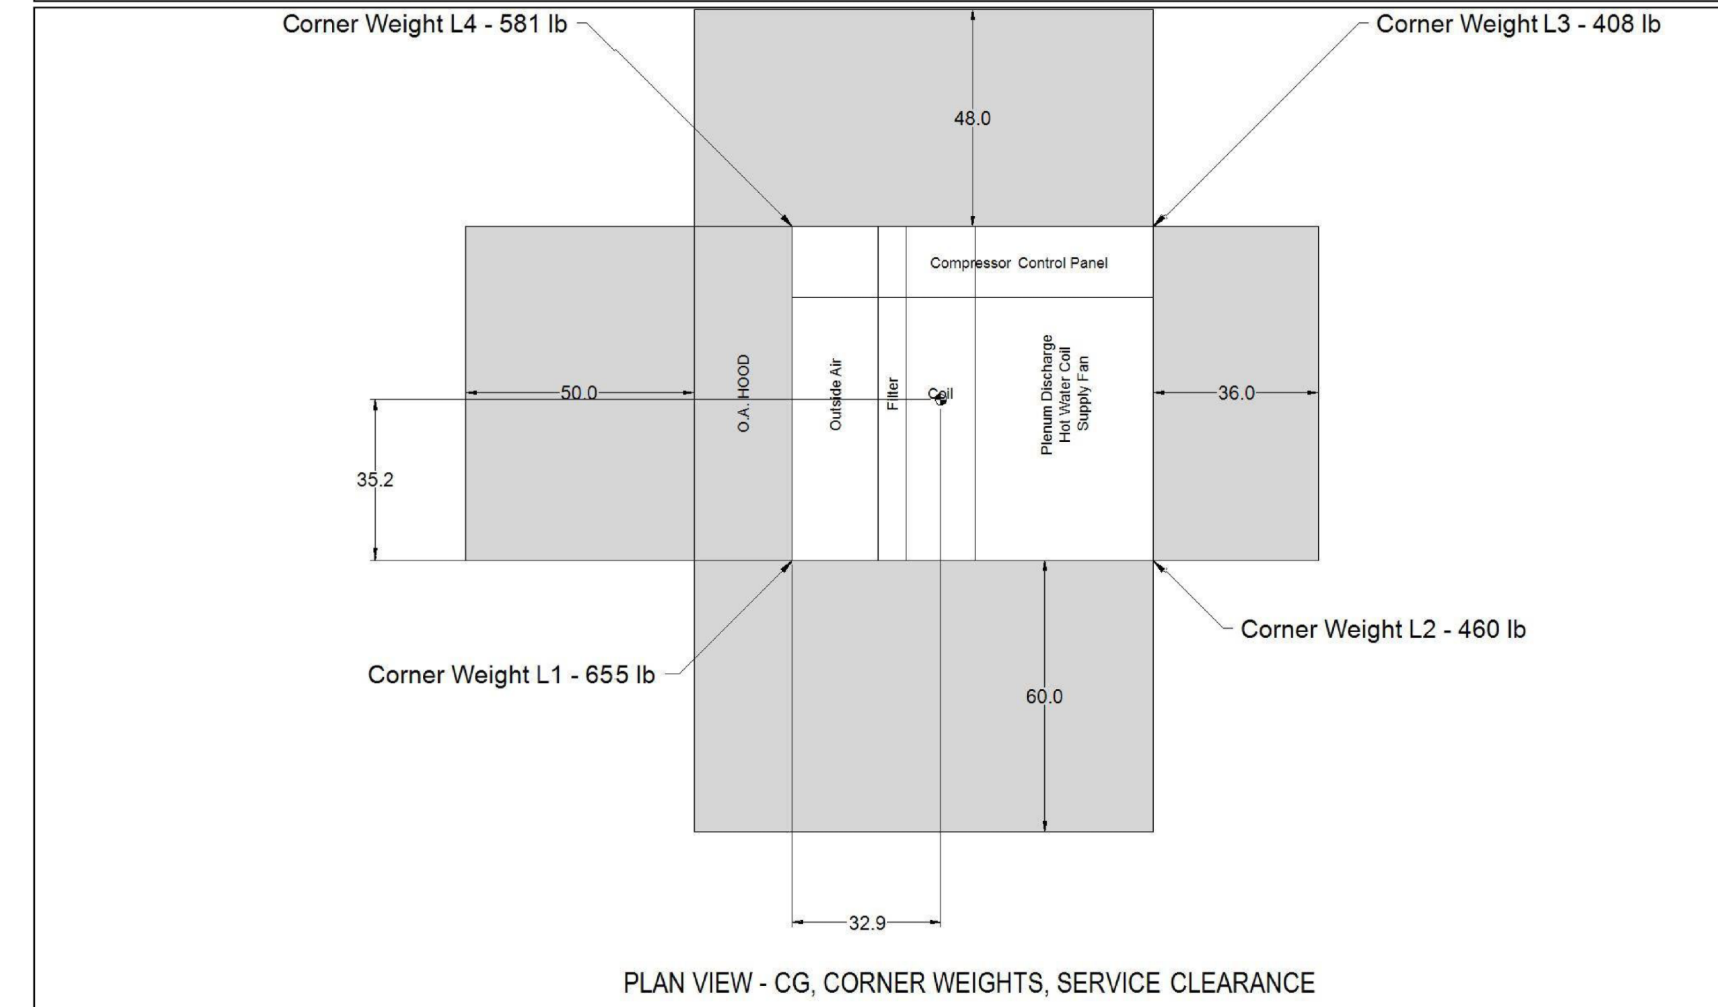 Corner Weight L4 - 581 lb
Corner Weight L3 - 408 lb
48.0
Compressor Control Panel
50.0
O.A. HOOD
Outside Air
Filter
Coil
Plenum Discharge
Hot Water Coil
Supply Fan
36.0
35.2
Corner Weight L2 - 460 lb
Corner Weight L1 - 655 lb
60.0
32.9
PLAN VIEW - CG, CORNER WEIGHTS, SERVICE CLEARANCE